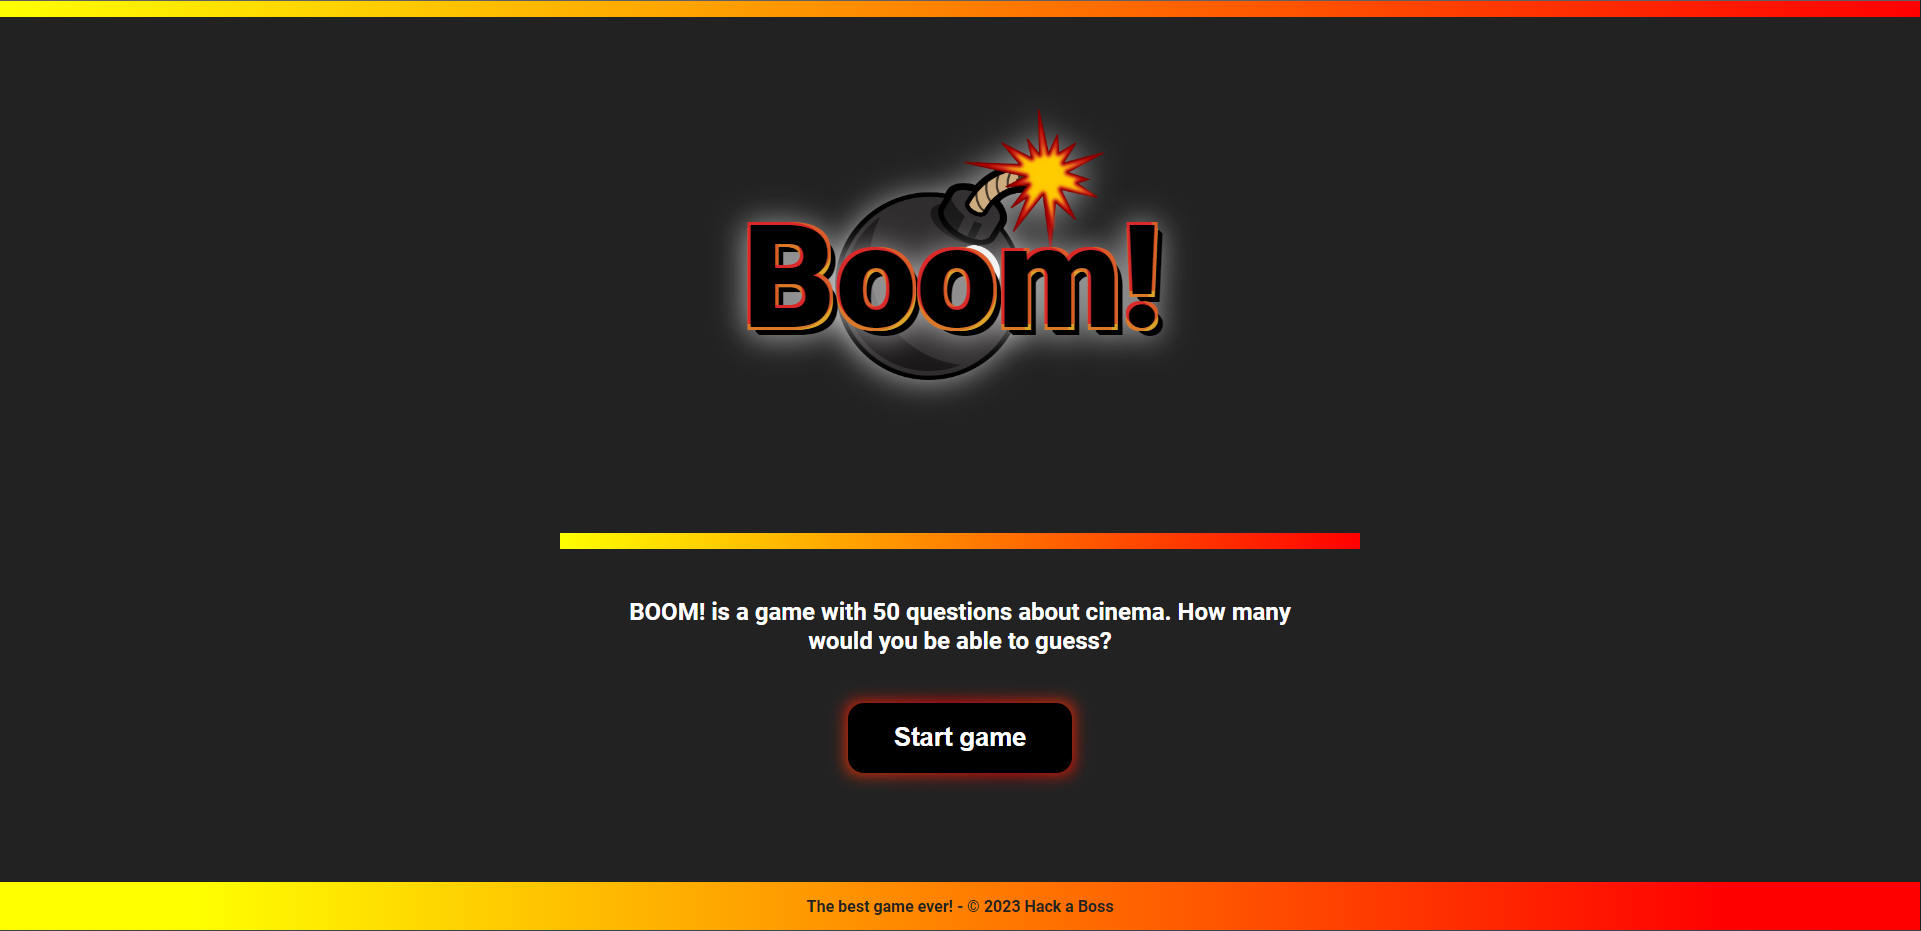 Boom!
BOOM! is a game with 50 questions about cinema. How many
would you be able to guess?
Start game
The best game ever! - © 2023 Hack a Boss